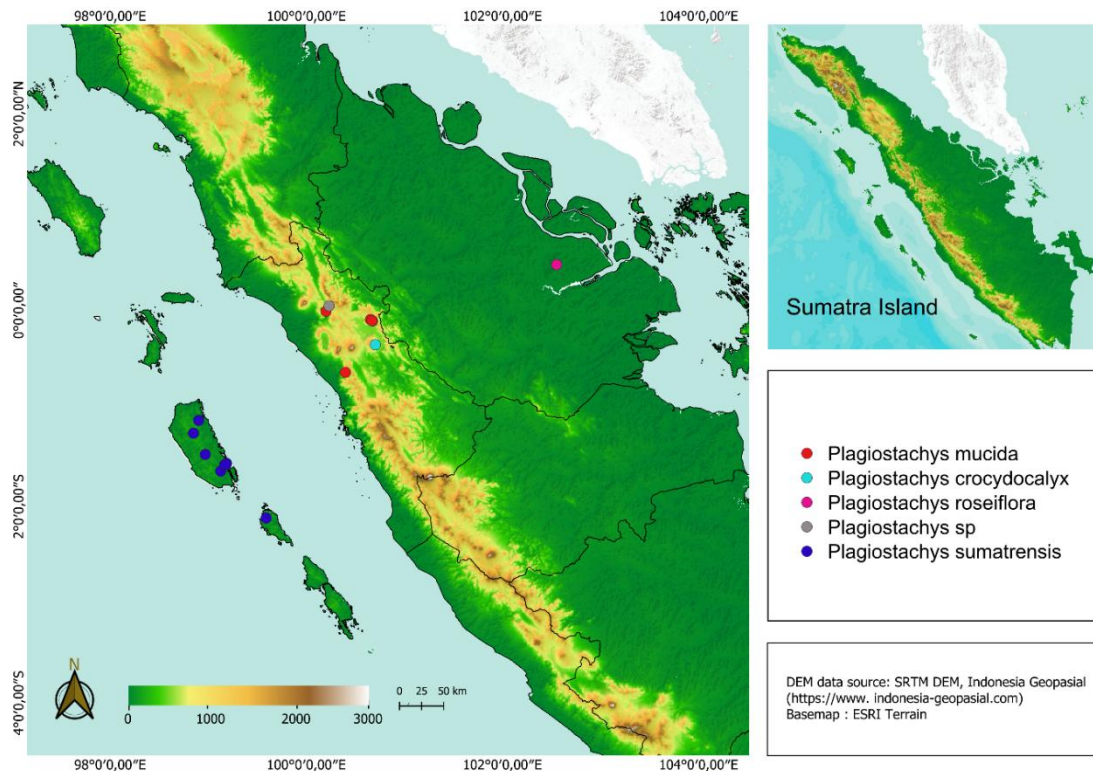 98°0'0,00"E 100°0'0,00"E 102°0'0,00"E 104°0'0,00"E
2°0'0,00"N
0°0'0,00"
2°0'0,00"S
4°0'0,00"S
N
0 1000 2000 3000
0 25 50 km
98°0'0,00"E 100°0'0,00"E 102°0'0,00"E 104°0'0,00"E
Sumatra Island
Plagiostachys mucida
Plagiostachys crocydocalyx
Plagiostachys roseiflora
Plagiostachys sp
Plagiostachys sumatrensis
DEM data source: SRTM DEM, Indonesia Geopasial
(https://www. indonesia-geopasial.com)
Basemap : ESRI Terrain